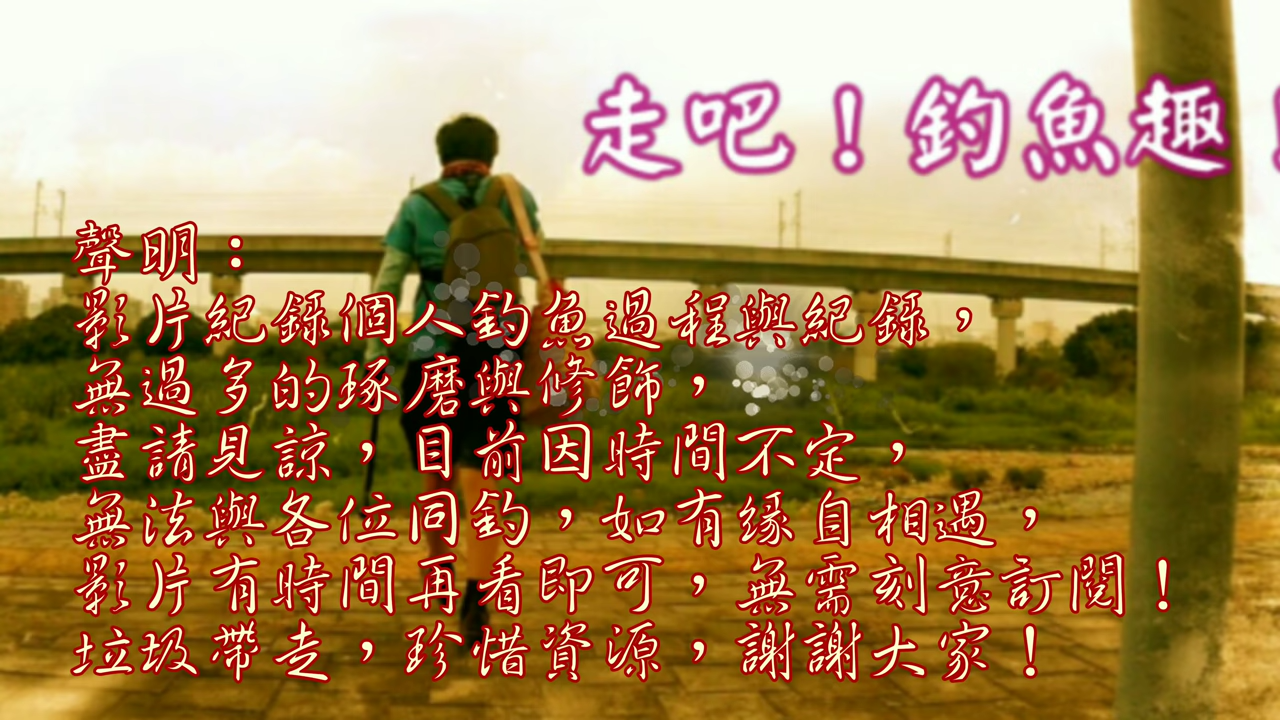 走吧！釣魚趣！
聲明：
影片紀錄個人釣魚過程與紀錄，
無過多的琢磨與修飾，
盡請見諒，目前因時間不定，
無法與各位同釣，如有緣自相遇，
影片有時間再看即可，無需刻意訂閱！
垃圾帶走，珍惜資源，謝謝大家！